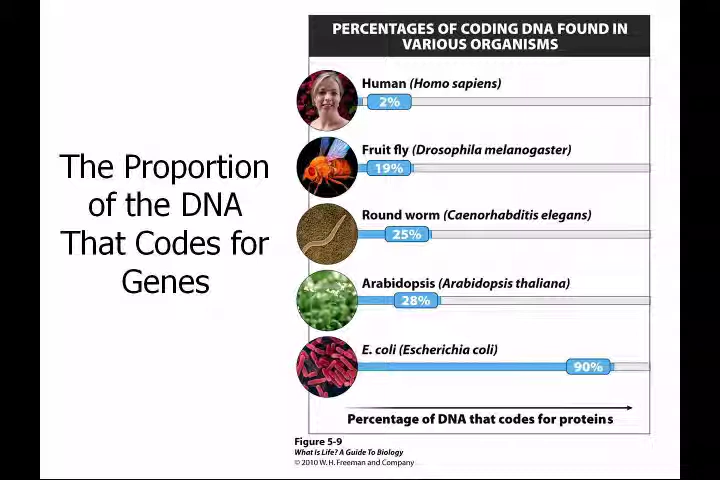 The Proportion
of the DNA
That Codes for
Genes
PERCENTAGES OF CODING DNA FOUND IN
VARIOUS ORGANISMS
Human (Homo sapiens)
2%
Fruit fly (Drosophila melanogaster)
19%
Round worm (Caenorhabditis elegans)
25%
Arabidopsis (Arabidopsis thaliana)
28%
E. coli (Escherichia coli)
90%
Percentage of DNA that codes for proteins
Figure 5-9
What Is Life? A Guide To Biology
© 2010 W. H. Freeman and Company